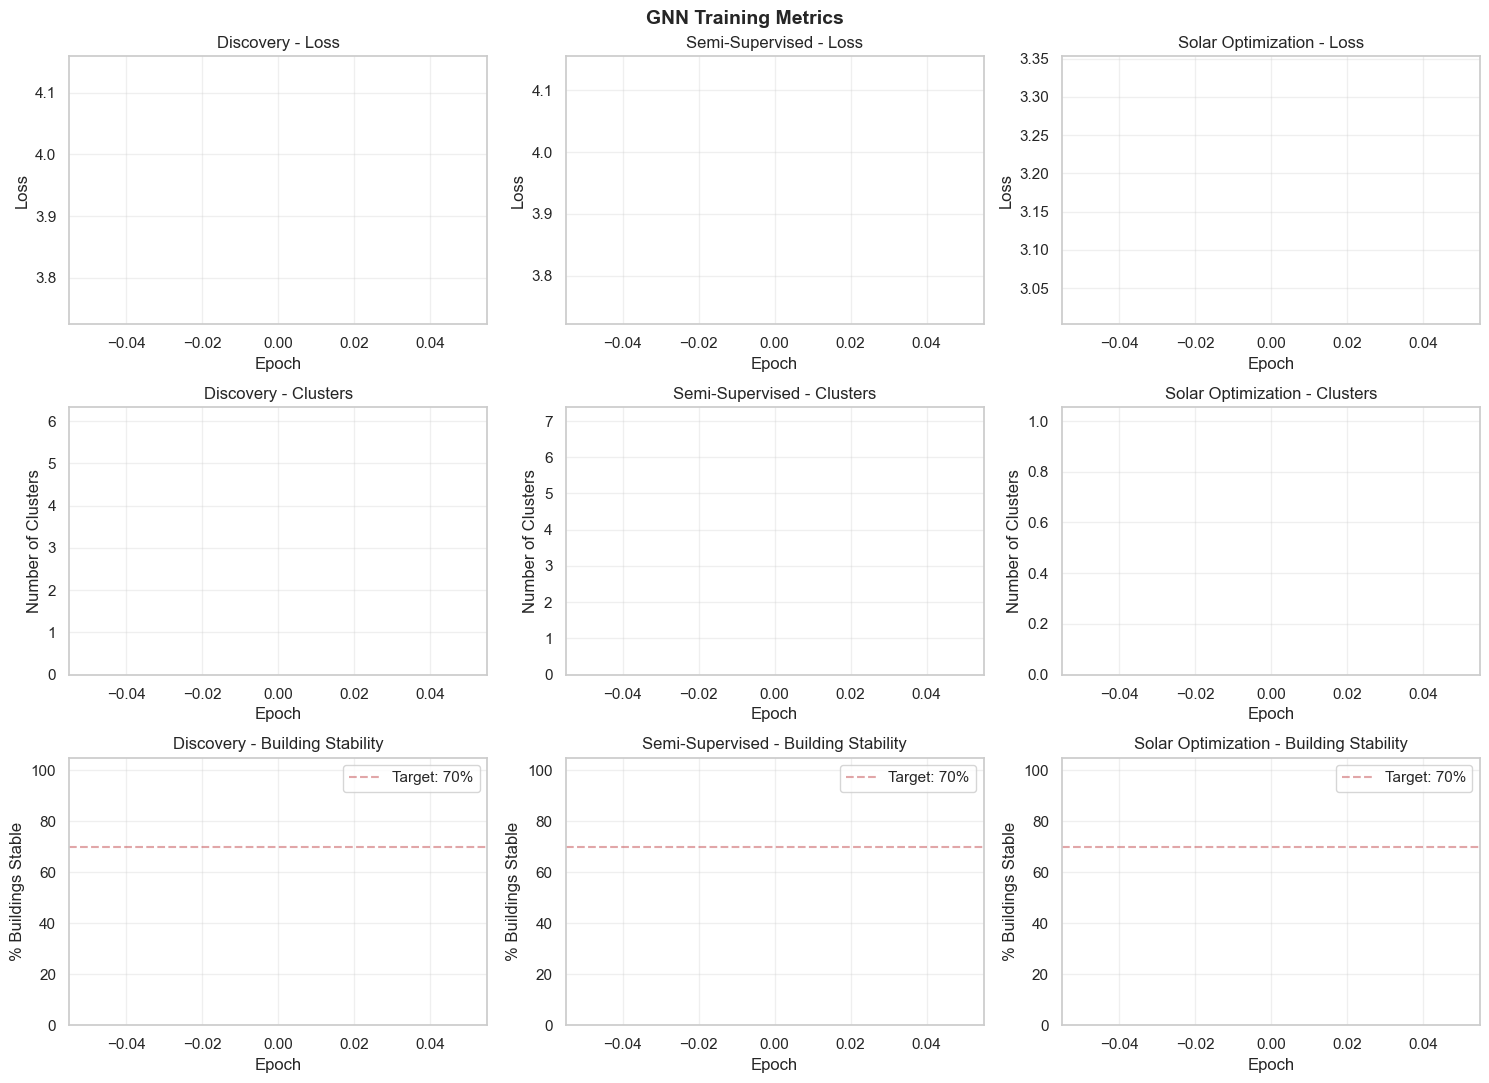 GNN Training Metrics
Discovery - Loss
4.1
4.0
3.9
3.8
Loss
−0.04 −0.02 0.00 0.02 0.04
Epoch
Semi-Supervised - Loss
4.1
4.0
3.9
3.8
Loss
−0.04 −0.02 0.00 0.02 0.04
Epoch
Solar Optimization - Loss
3.35
3.30
3.25
3.20
3.15
3.10
3.05
Loss
−0.04 −0.02 0.00 0.02 0.04
Epoch
Discovery - Clusters
6
5
4
3
2
1
0
Number of Clusters
−0.04 −0.02 0.00 0.02 0.04
Epoch
Semi-Supervised - Clusters
7
6
5
4
3
2
1
0
Number of Clusters
−0.04 −0.02 0.00 0.02 0.04
Epoch
Solar Optimization - Clusters
1.0
0.8
0.6
0.4
0.2
0.0
Number of Clusters
−0.04 −0.02 0.00 0.02 0.04
Epoch
Discovery - Building Stability
Target: 70%
100
80
60
40
20
0
% Buildings Stable
−0.04 −0.02 0.00 0.02 0.04
Epoch
Semi-Supervised - Building Stability
Target: 70%
100
80
60
40
20
0
% Buildings Stable
−0.04 −0.02 0.00 0.02 0.04
Epoch
Solar Optimization - Building Stability
Target: 70%
100
80
60
40
20
0
% Buildings Stable
−0.04 −0.02 0.00 0.02 0.04
Epoch